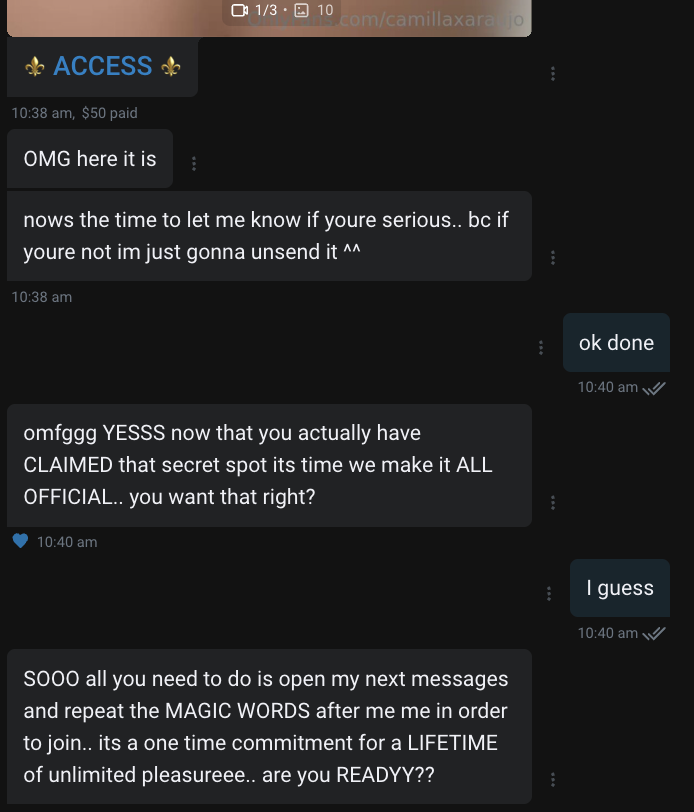 1/3 • 10
.com/camillaxaraujo
⚜ ACCESS ⚜
10:38 am, $50 paid
OMG here it is
nows the time to let me know if youre serious.. bc if
youre not im just gonna unsend it ^^
10:38 am
ok done
10:40 am
omfggg YESSS now that you actually have
CLAIMED that secret spot its time we make it ALL
OFFICIAL.. you want that right?
10:40 am
I guess
10:40 am
SOOO all you need to do is open my next messages
and repeat the MAGIC WORDS after me me in order
to join.. its a one time commitment for a LIFETIME
of unlimited pleasureee.. are you READYY??